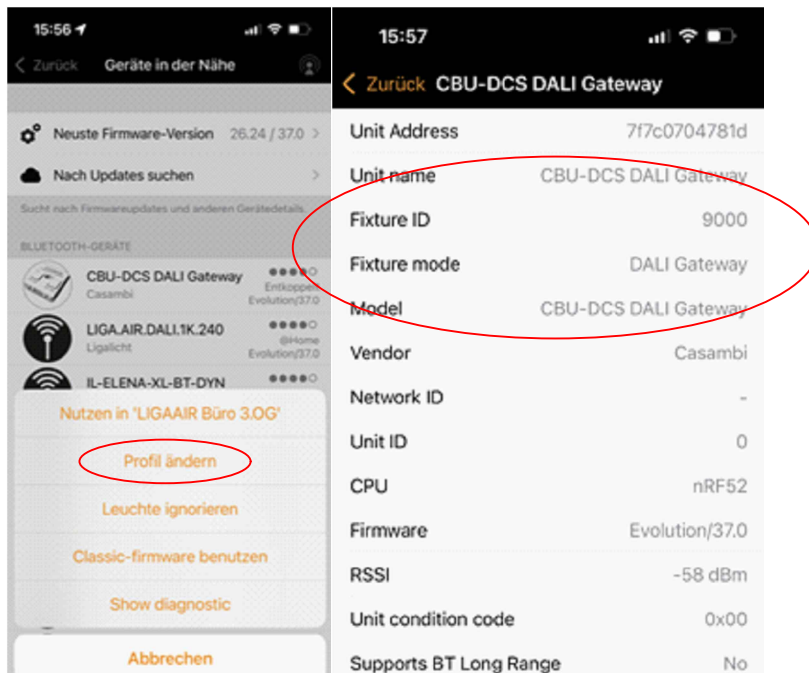 15:56
Zurück Geräte in der Nähe
Neuste Firmware-Version 26.24 / 37.0
Nach Updates suchen
Sucht nach Firmwareupdates und anderen Gerätedetails.
BLUETOOTH-GERÄTE
CBU-DCS DALI Gateway
Casambi
Entkoppelt
Evolution/37.0
LIGA.AIR.DALI.1K.240
Ligalicht
@Home
Evolution/37.0
IL-ELENA-XL-BT-DYN
Nutzen in 'LIGAAIR Büro 3.OG'
Profil ändern
Leuchte ignorieren
Classic-firmware benutzen
Show diagnostic
Abbrechen
15:57
Zurück CBU-DCS DALI Gateway
Unit Address 7f7c0704781d
Unit name CBU-DCS DALI Gateway
Fixture ID 9000
Fixture mode DALI Gateway
Model CBU-DCS DALI Gateway
Vendor Casambi
Network ID -
Unit ID 0
CPU nRF52
Firmware Evolution/37.0
RSSI -58 dBm
Unit condition code 0x00
Supports BT Long Range No